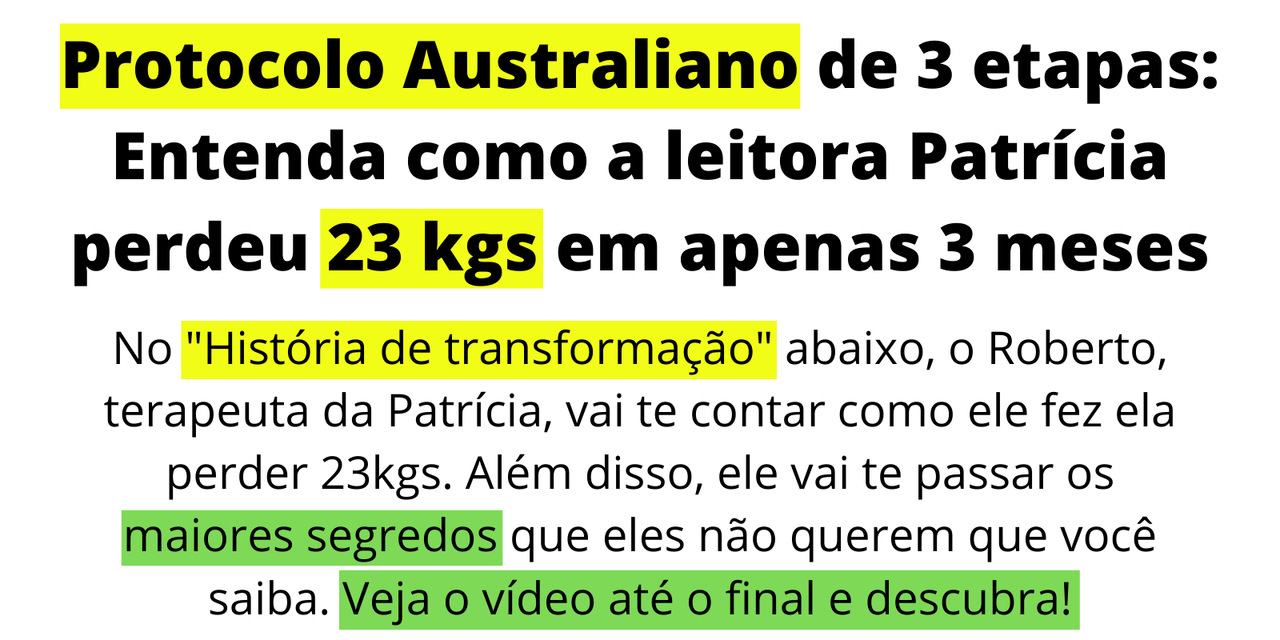 Protocolo Australiano de 3 etapas:
Entenda como a leitora Patrícia
perdeu 23 kgs em apenas 3 meses
No "História de transformação" abaixo, o Roberto,
terapeuta da Patrícia, vai te contar como ele fez ela
perder 23kgs. Além disso, ele vai te passar os
maiores segredos que eles não querem que você
saiba. Veja o vídeo até o final e descubra!